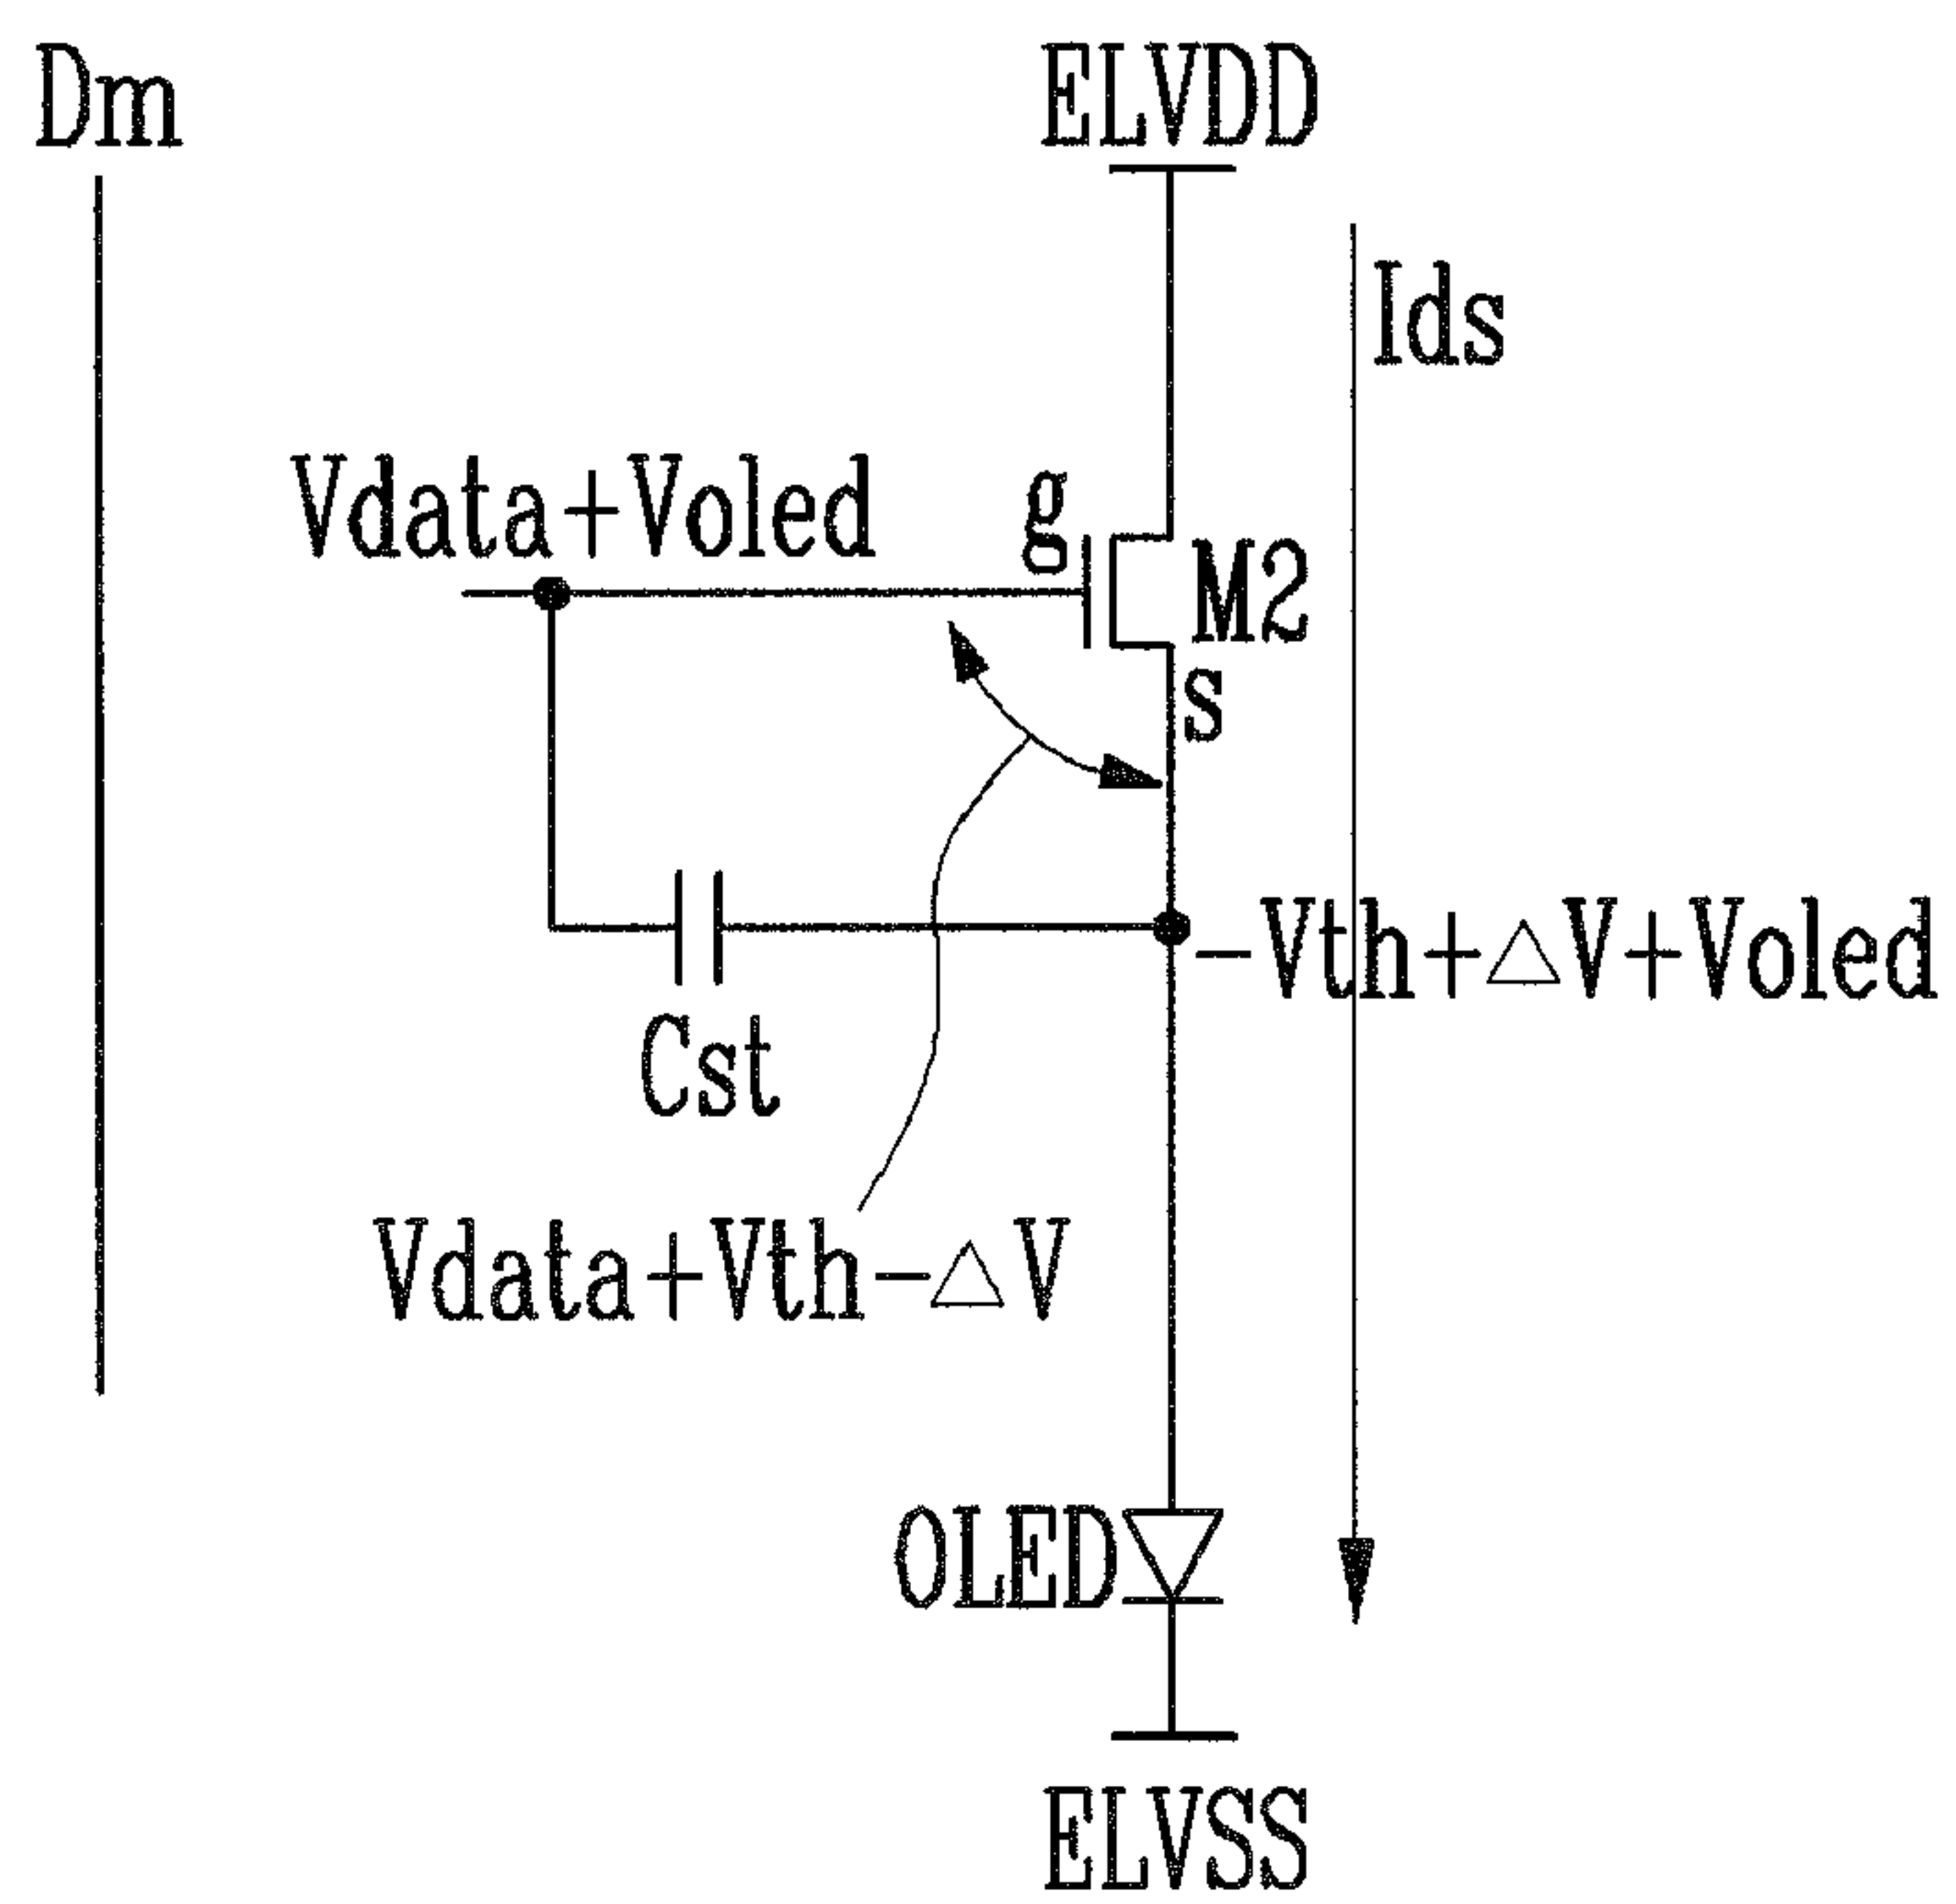 Dm
ELVDD
Ids
Vdata+Voled
g
M2
s
-Vth+△V+Voled
Cst
Vdata+Vth-△V
OLED
ELVSS